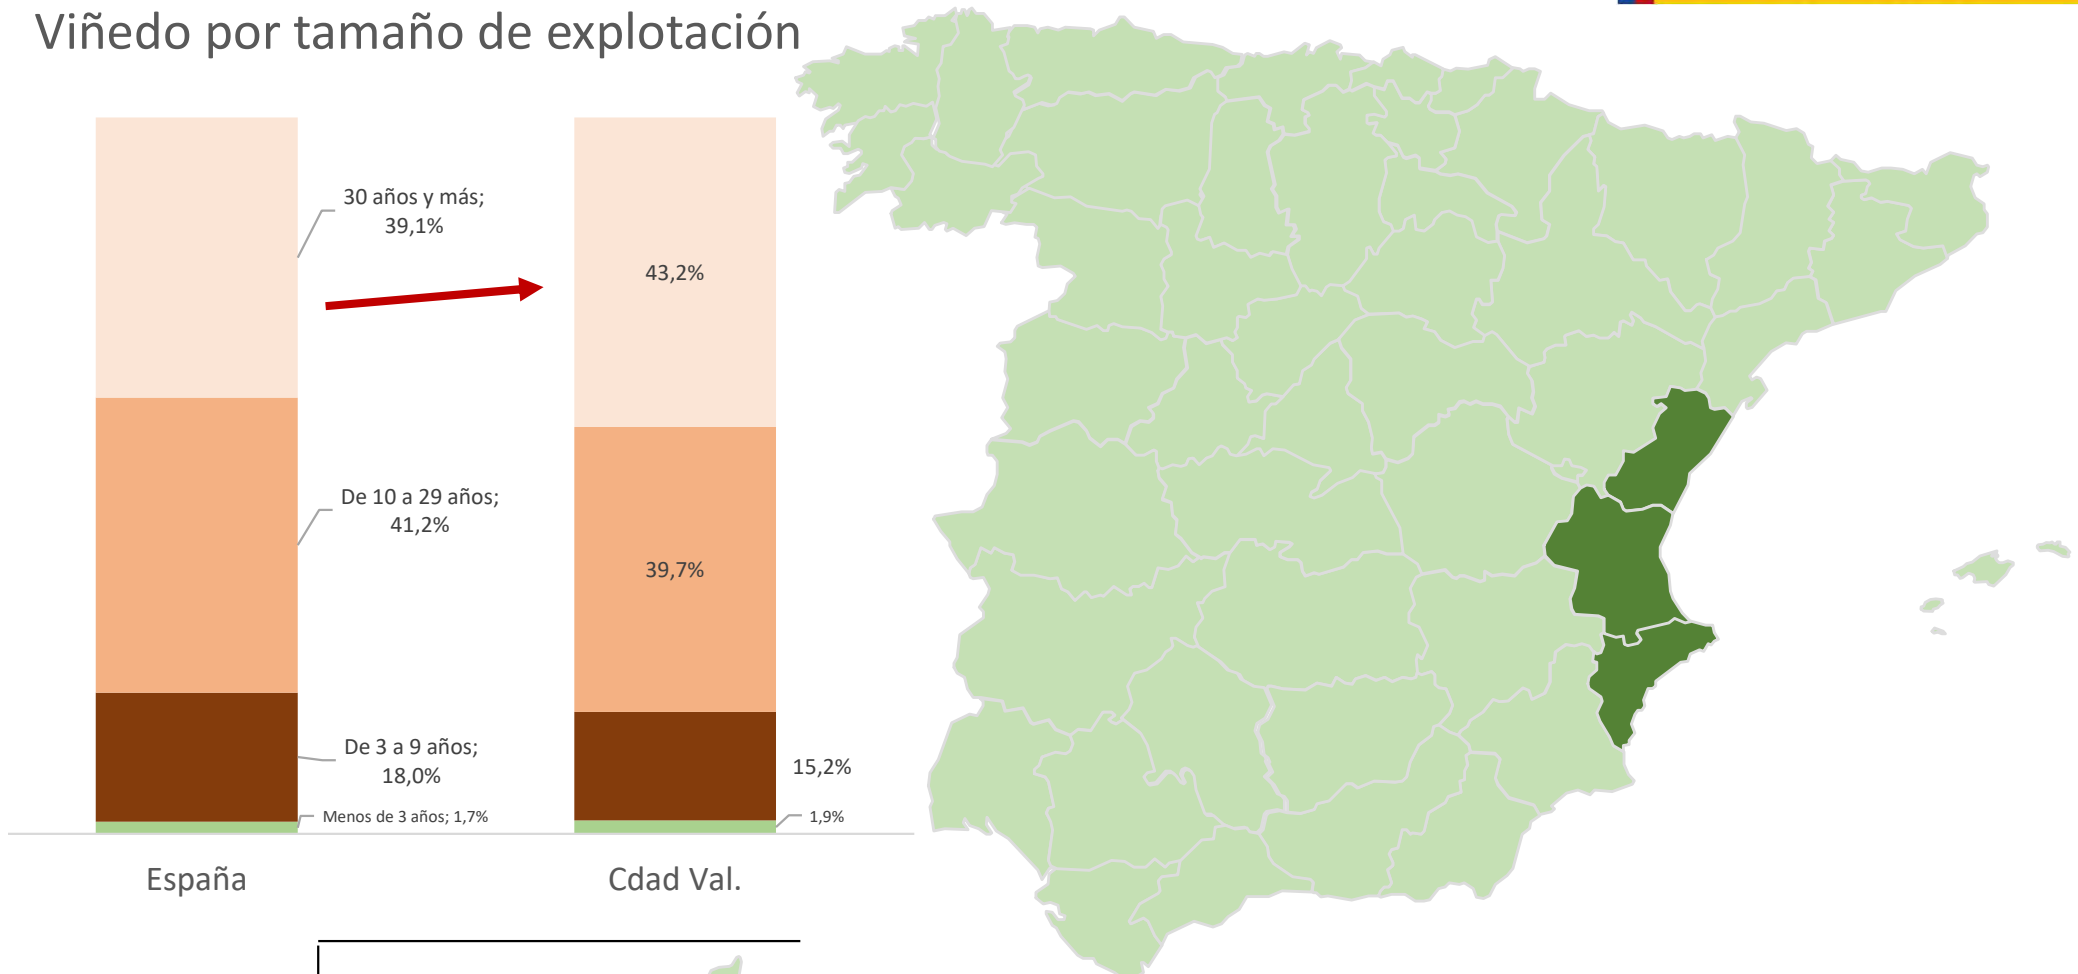 Viñedo por tamaño de explotación
30 años y más;
39,1%
43,2%
De 10 a 29 años;
41,2%
39,7%
De 3 a 9 años;
18,0%
15,2%
Menos de 3 años; 1,7%
1,9%
España
Cdad Val.